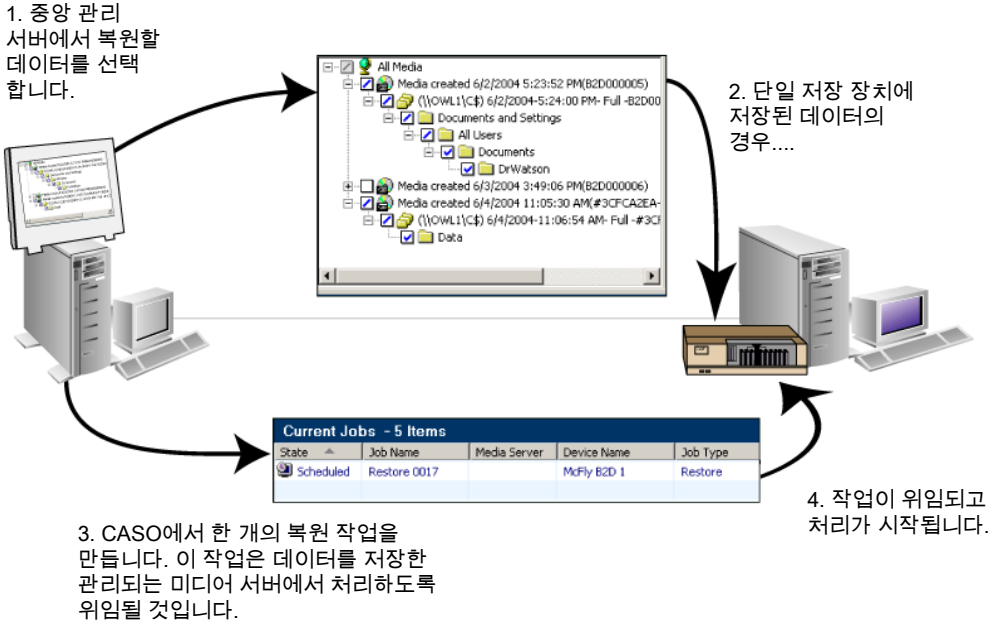 1. 중앙 관리
서버에서 복원할
데이터를 선택
합니다.
All Media
Media created 6/2/2004 5:23:52 PM(B2D000005)
(\\OWL1\C$) 6/2/2004-5:24:00 PM- Full -B2D00
Documents and Settings
All Users
Documents
DrWatson
Media created 6/3/2004 3:49:06 PM(B2D000006)
Media created 6/4/2004 11:05:30 AM(#3CFCA2EA-
(\\OWL1\C$) 6/4/2004-11:06:54 AM- Full -#3CF
Data
2. 단일 저장 장치에
저장된 데이터의
경우....
Current Jobs - 5 Items
State Job Name Media Server Device Name Job Type
Scheduled Restore 0017 McFly B2D 1 Restore
3. CASO에서 한 개의 복원 작업을
만듭니다. 이 작업은 데이터를 저장한
관리되는 미디어 서버에서 처리하도록
위임될 것입니다.
4. 작업이 위임되고
처리가 시작됩니다.